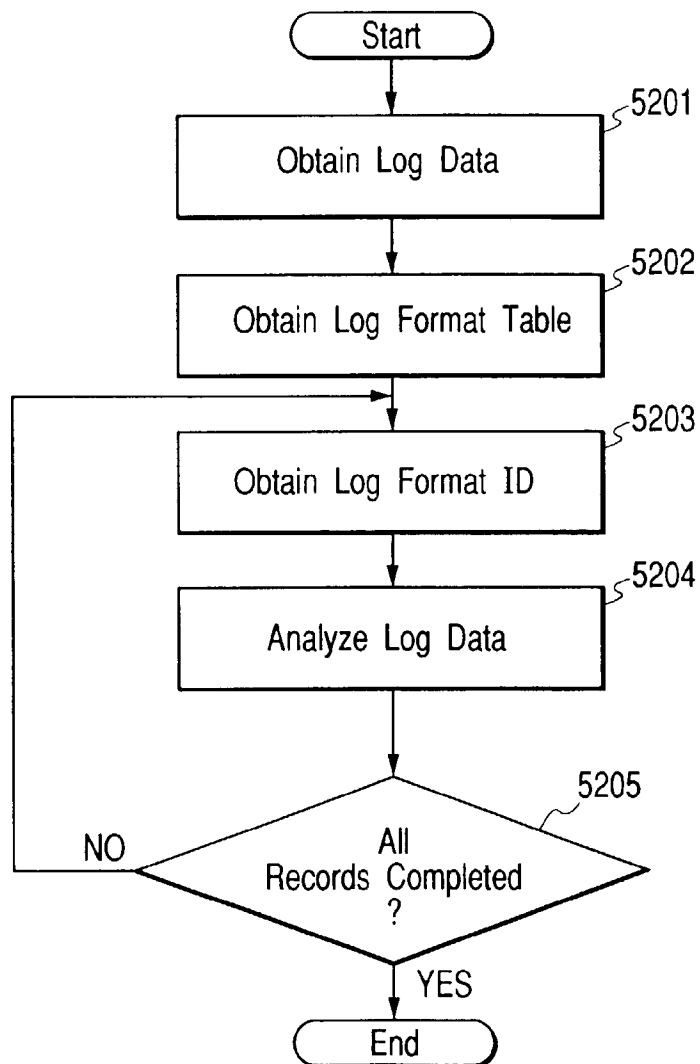 Start
5201
Obtain Log Data
5202
Obtain Log Format Table
5203
Obtain Log Format ID
5204
Analyze Log Data
5205
All
Records Completed
?
NO
YES
End